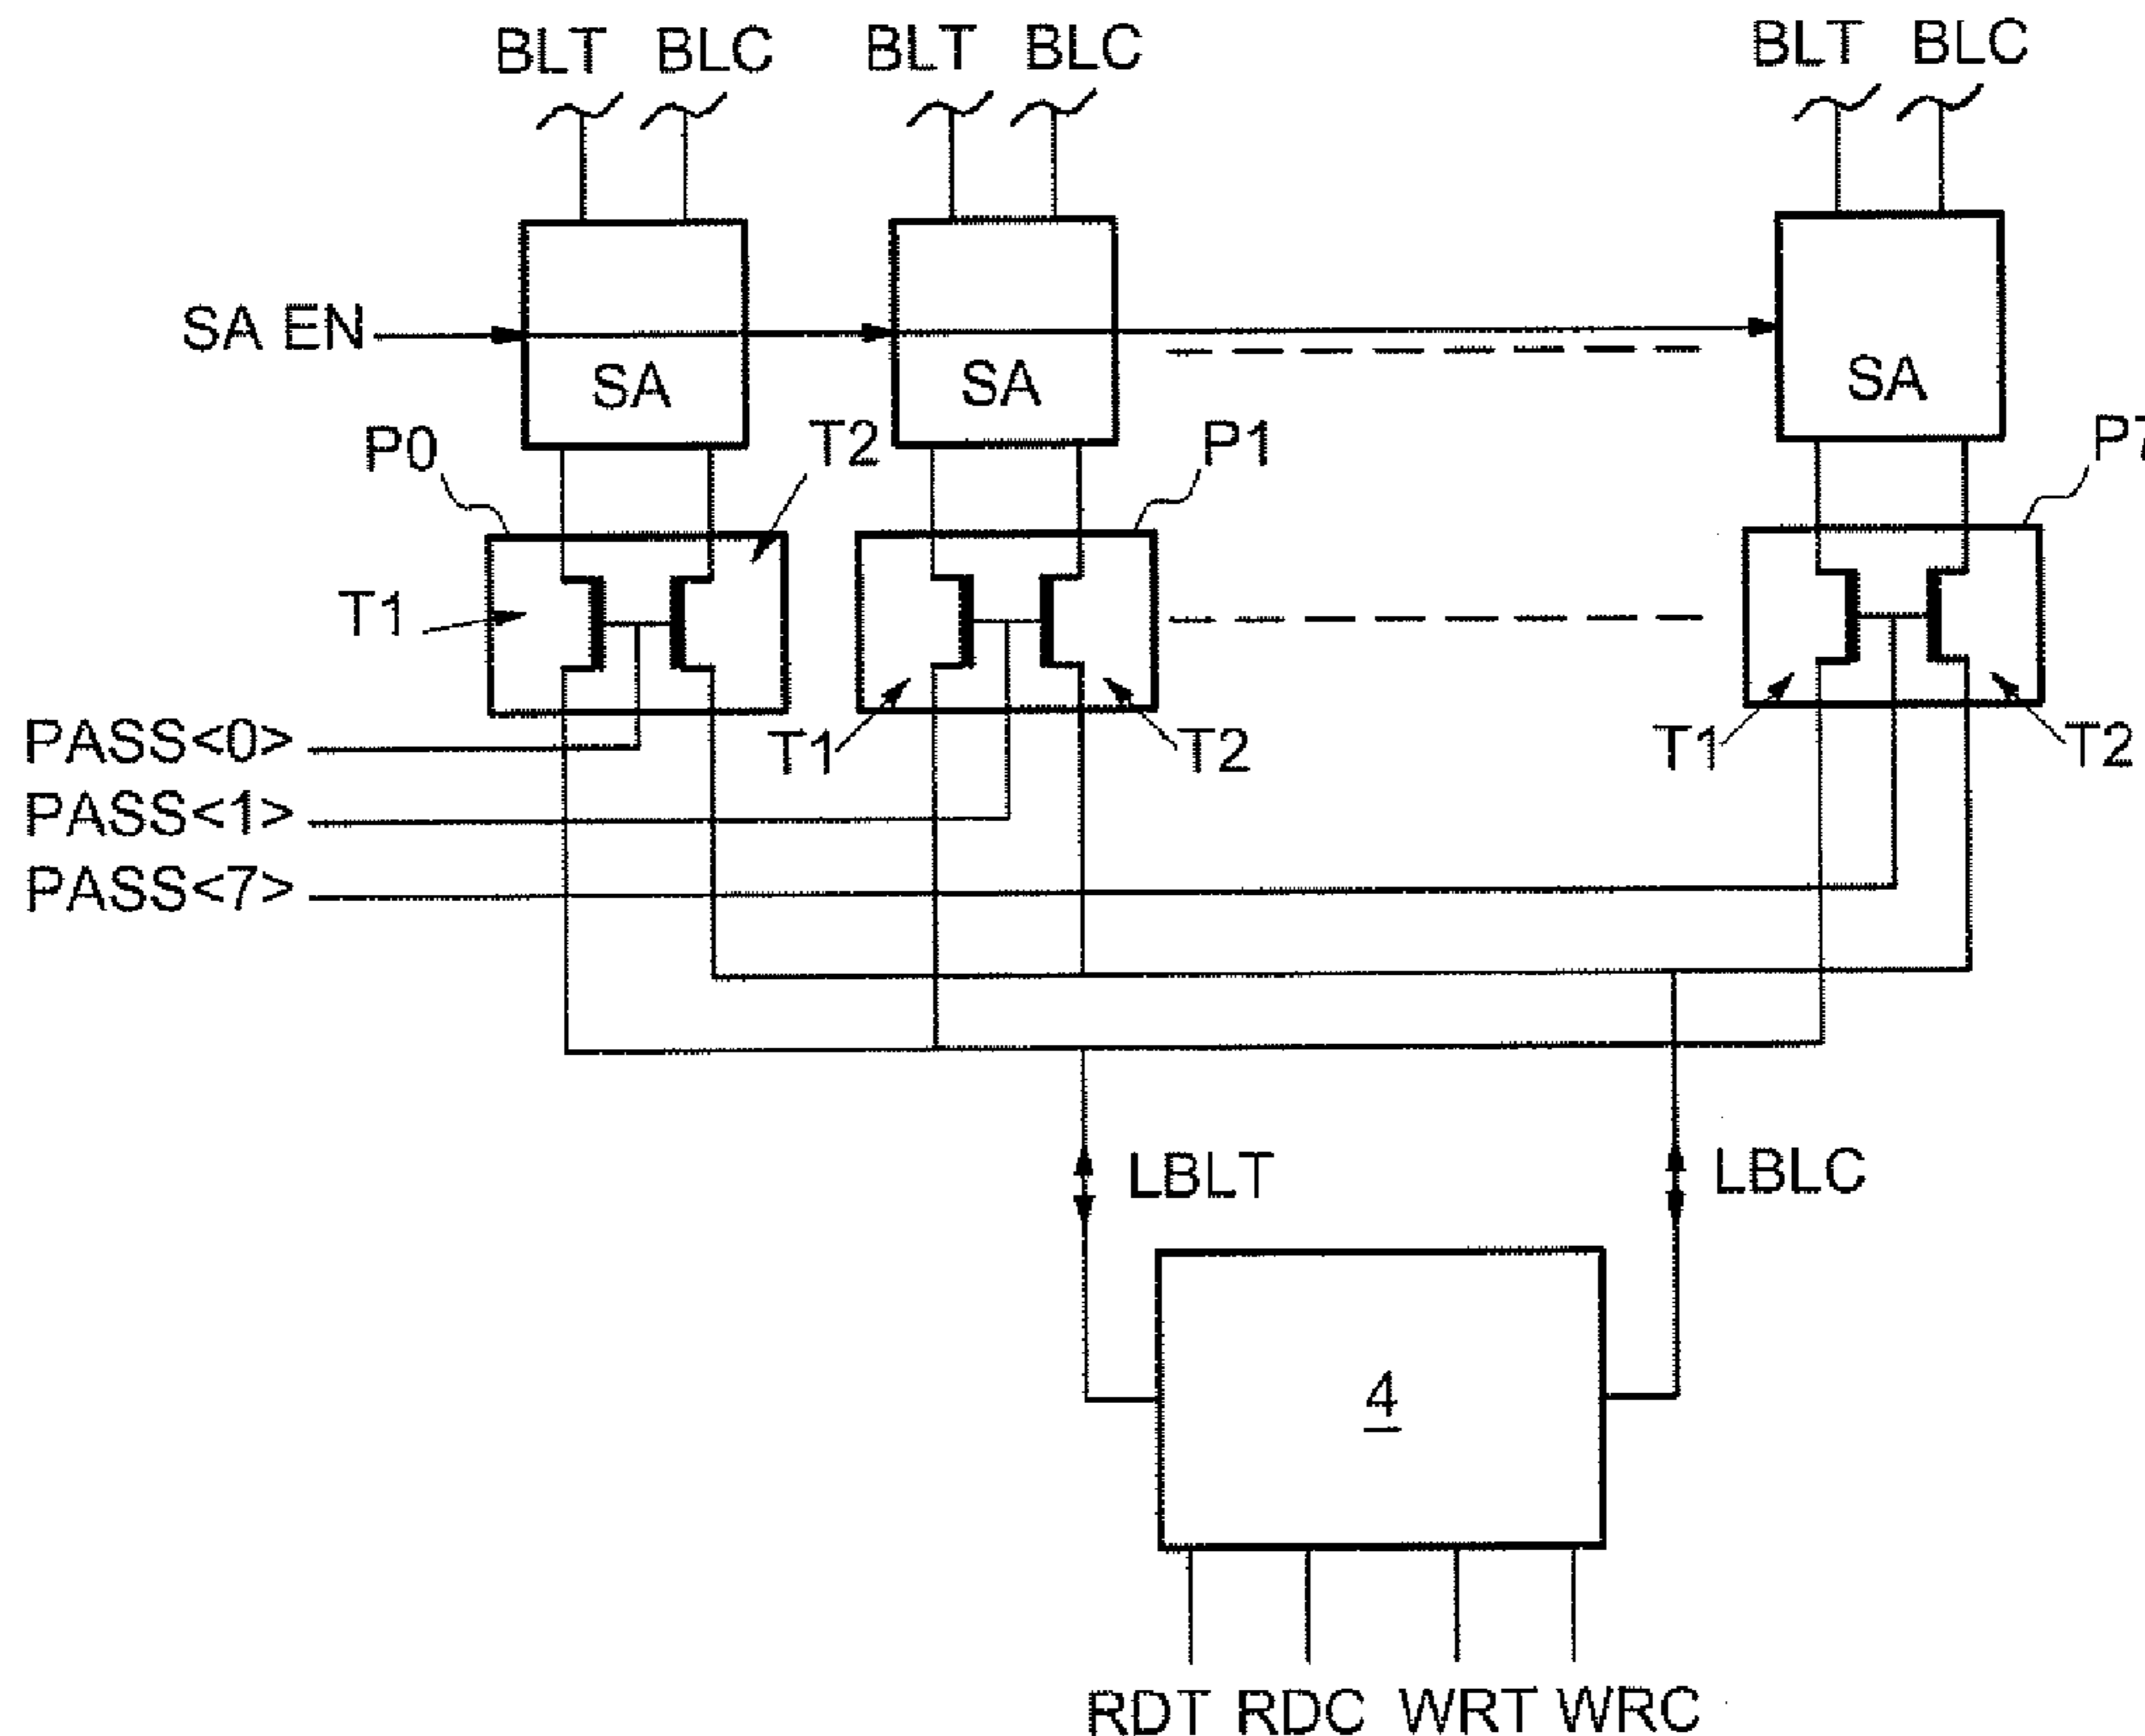 BLT BLC BLT BLC BLT BLC
SA EN
SA SA SA
P0 T2 P1 P7
T1
T1 T2 T1 T2
PASS<0>
PASS<1>
PASS<7>
LBLT LBLC
4
RDT RDC WRT WRC